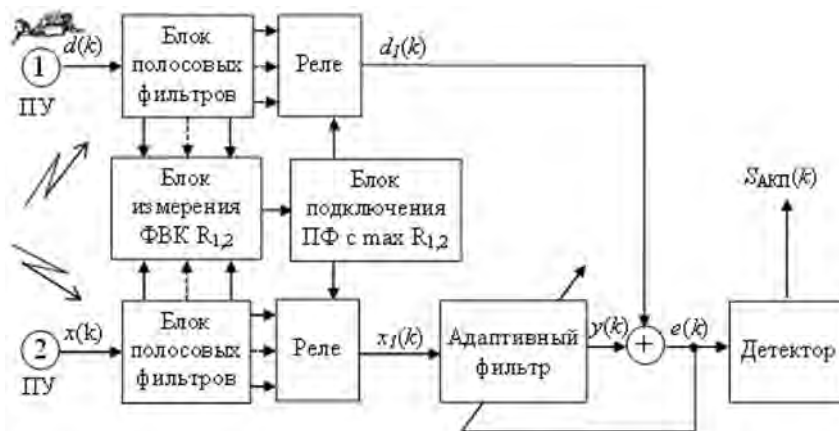 d(k)
1
ПУ
Блок
полосовых
фильтров
Реле
d₁(k)
Блок
измерения
ФВК R₁,₂
Блок
подключения
ПФ с max R₁,₂
S_АКП(k)
2
x(k)
ПУ
Блок
полосовых
фильтров
Реле
x₁(k)
Адаптивный
фильтр
y(k)
+
e(k)
Детектор